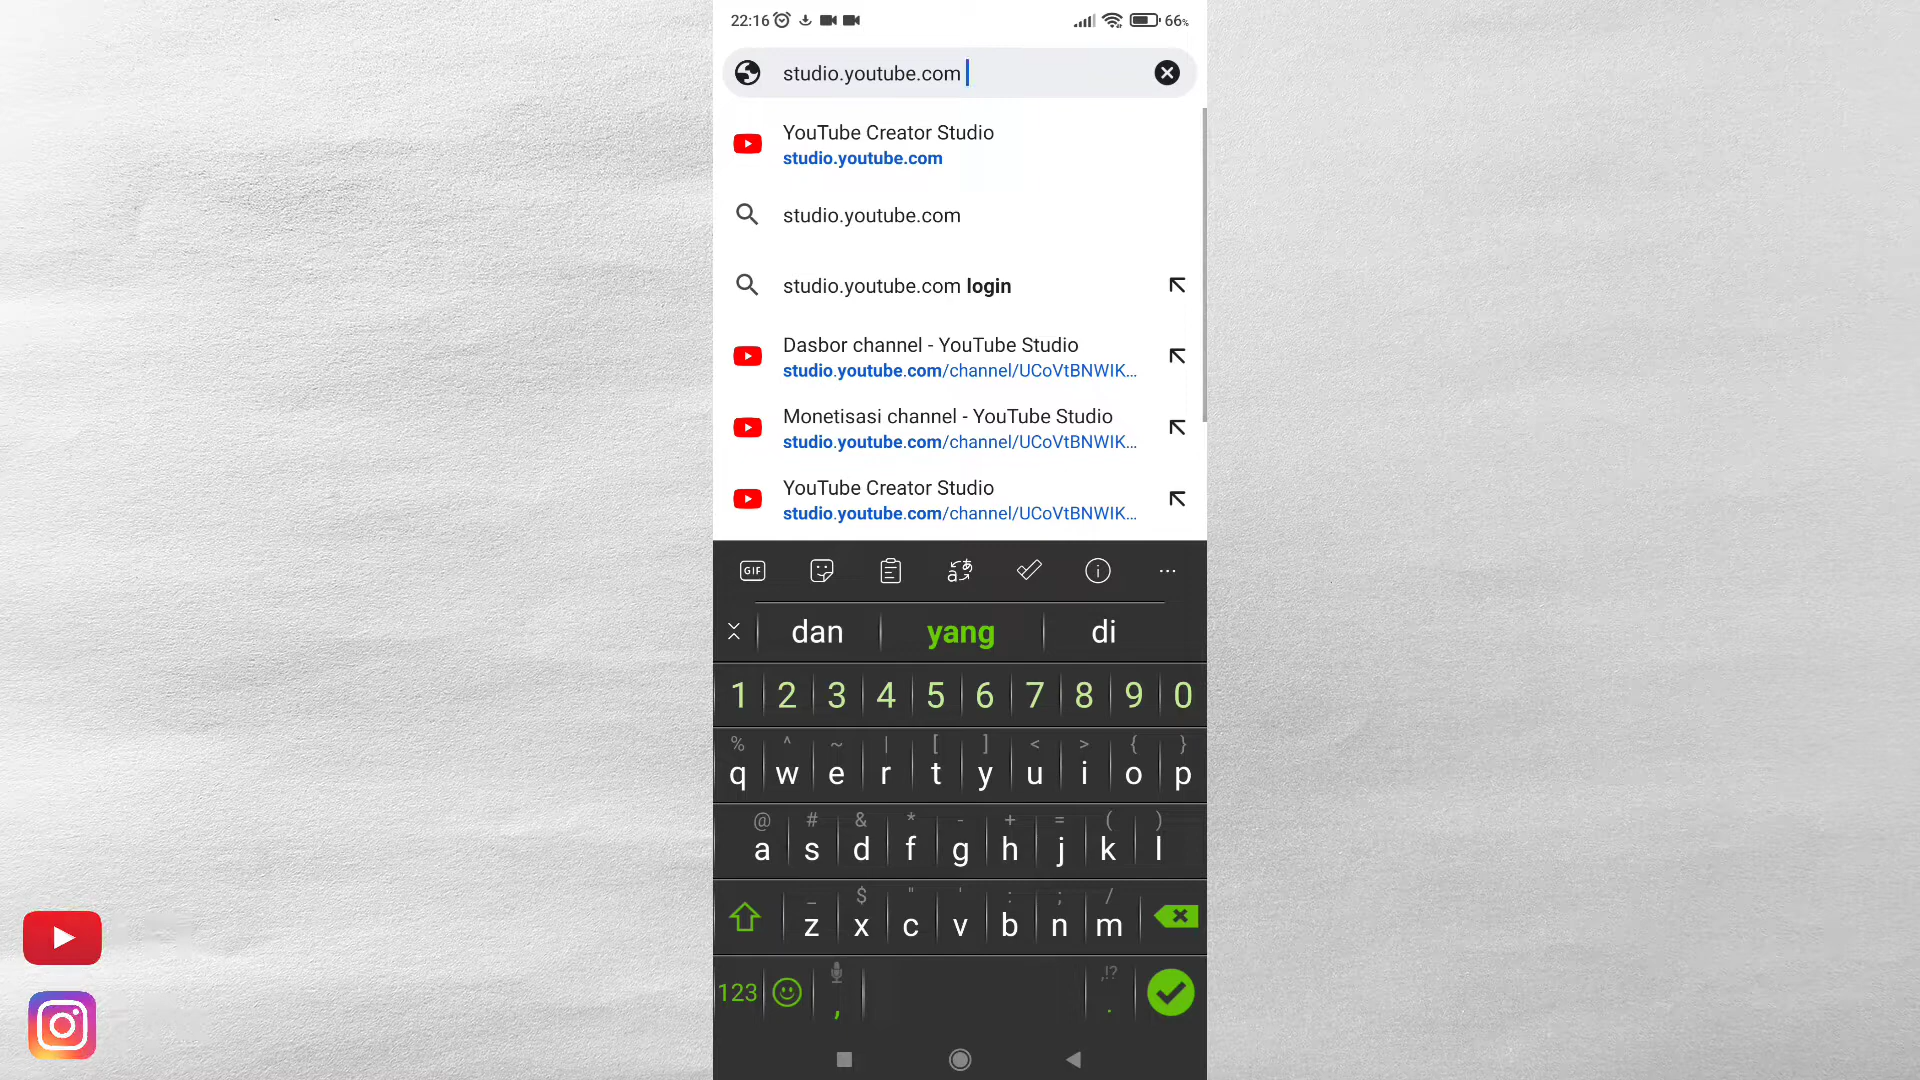 22:16
66%
studio.youtube.com
YouTube Creator Studio
studio.youtube.com
studio.youtube.com
studio.youtube.com login
Dasbor channel - YouTube Studio
studio.youtube.com/channel/UCoVtBNWIK...
Monetisasi channel - YouTube Studio
studio.youtube.com/channel/UCoVtBNWIK...
YouTube Creator Studio
studio.youtube.com/channel/UCoVtBNWIK...
GIF
dan yang di
1 2 3 4 5 6 7 8 9 0
% ^ ~ | [ ] < > { }
q w e r t y u i o p
@ # & * - + = ( )
a s d f g h j k l
_ $ " ' : ; /
z x c v b n m
,!?
123 , .